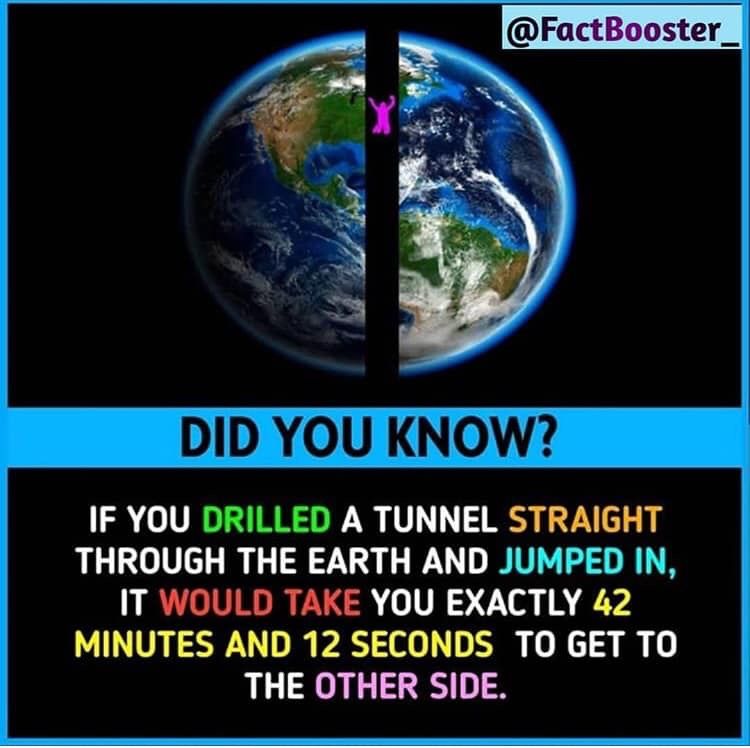 @FactBooster_
DID YOU KNOW?
IF YOU DRILLED A TUNNEL STRAIGHT
THROUGH THE EARTH AND JUMPED IN,
IT WOULD TAKE YOU EXACTLY 42
MINUTES AND 12 SECONDS TO GET TO
THE OTHER SIDE.